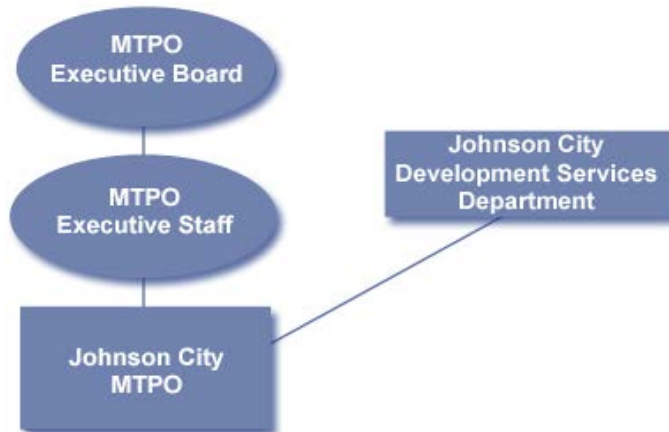 MTPO
Executive Board
MTPO
Executive Staff
Johnson City
Development Services
Department
Johnson City
MTPO